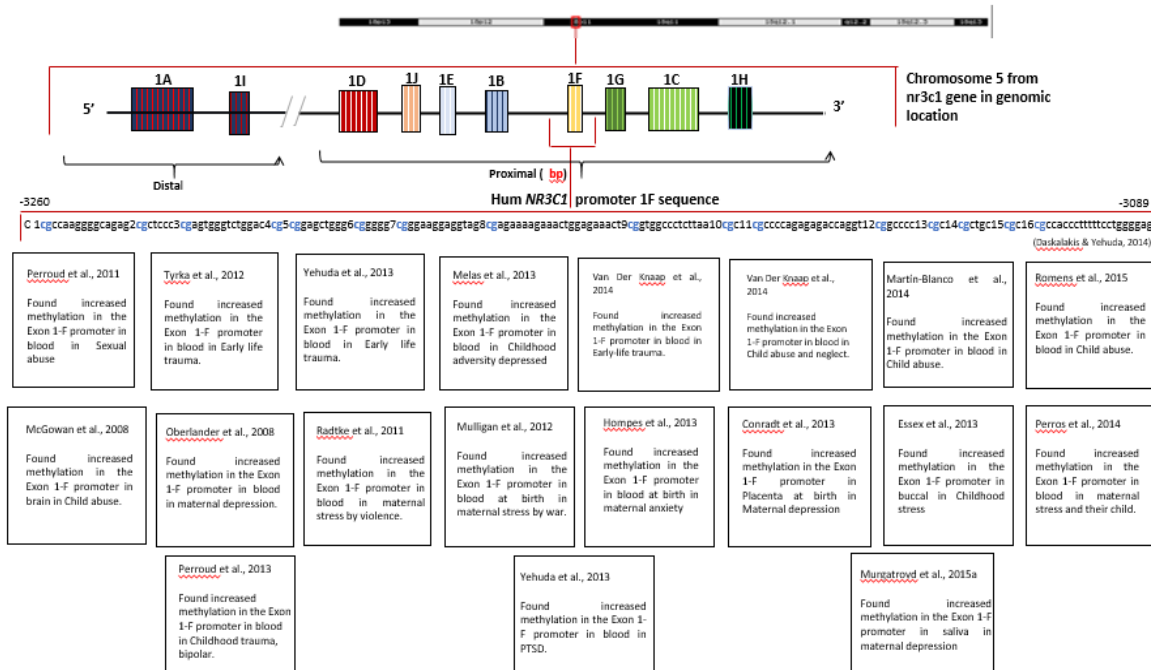 1A 1I 1D 1J 1E 1B 1F 1G 1C 1H
5’ 3’
Chromosome 5 from
nr3c1 gene in genomic
location
Distal
Proximal ( bp)
-3260 Hum NR3C1 promoter 1F sequence -3089
C 1cgccaaggggcagag2cgctccc3cgagtgggtctggac4cg5cggagctggg6cggggg7cgggaaggaggtag8cgagaaaagaaactggagaaact9cggtggccctcttaa10cgc11cgccccagagagaccaggt12cggccccc13cgc14cgctgc15cgc16cgccacccttttttcctggggag
(Daskalakis & Yehuda, 2014)
Perroud et al., 2011
Found increased
methylation in the
Exon 1-F promoter in
blood in Sexual
abuse
Tyrka et al., 2012
Found increased
methylation in the
Exon 1-F promoter
in blood in Early life
trauma.
Yehuda et al., 2013
Found increased
methylation in the
Exon 1-F promoter in
blood in Early life
trauma.
Melas et al., 2013
Found increased
methylation in the
Exon 1-F promoter in
blood in Childhood
adversity depressed
Van Der Knaap et al.,
2014
Found increased
methylation in the Exon
1-F promoter in blood in
Early-life trauma.
Van Der Knaap et al.,
2014
Found increased
methylation in the Exon
1-F promoter in blood in
Child abuse and neglect.
Martin-Blanco et al.,
2014
Found increased
methylation in the Exon
1-F promoter in blood in
Child abuse.
Romens et al., 2015
Found increased
methylation in the
Exon 1-F promoter in
blood in Child abuse.
McGowan et al., 2008
Found increased
methylation in the
Exon 1-F promoter in
brain in Child abuse.
Oberlander et al., 2008
Found increased
methylation in the Exon
1-F promoter in blood
in maternal depression.
Radtke et al., 2011
Found increased
methylation in the
Exon 1-F promoter in
blood in maternal
stress by violence.
Mulligan et al., 2012
Found increased
methylation in the
Exon 1-F promoter in
blood at birth in
maternal stress by war.
Hompes et al., 2013
Found increased
methylation in the
Exon 1-F promoter in
blood at birth in
maternal anxiety
Conradt et al., 2013
Found increased
methylation in the Exon
1-F promoter in
Placenta at birth in
Maternal depression
Essex et al., 2013
Found increased
methylation in the
Exon 1-F promoter in
buccal in Childhood
stress
Perros et al., 2014
Found increased
methylation in the
Exon 1-F promoter in
blood in maternal
stress and their child.
Perroud et al., 2013
Found increased
methylation in the Exon
1-F promoter in blood
in Childhood trauma,
bipolar.
Yehuda et al., 2013
Found increased
methylation in the Exon 1-
F promoter in blood in
PTSD.
Murgatroyd et al., 2015a
Found increased
methylation in the Exon 1-F
promoter in saliva in
maternal depression